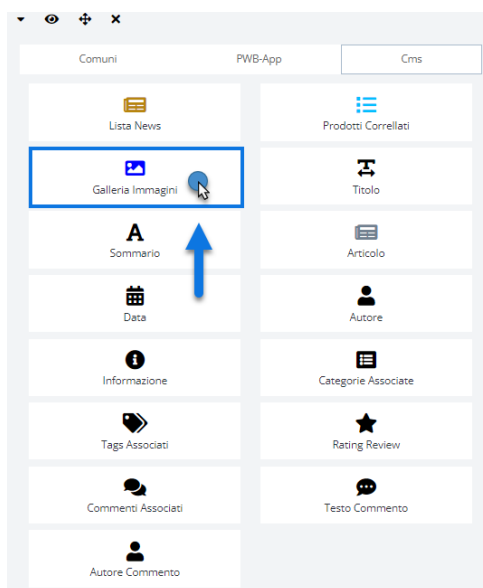 Comuni PWB-App Cms
Lista News Prodotti Correllati
Galleria Immagini Titolo
Sommario Articolo
Data Autore
Informazione Categorie Associate
Tags Associati Rating Review
Commenti Associati Testo Commento
Autore Commento